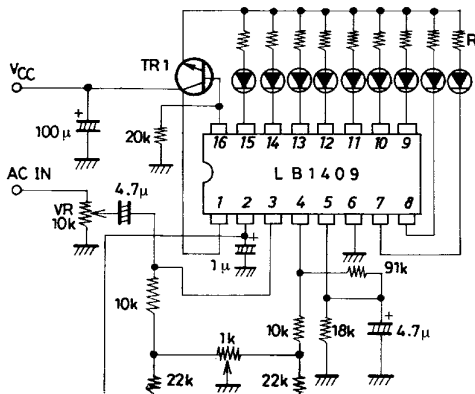 R
VCC
TR1
100μ
20k
16 15 14 13 12 11 10 9
LB1409
AC IN
VR
10k
4.7μ
1 2 3 4 5 6 7 8
1μ
91k
10k
10k
18k
4.7μ
1k
22k
22k